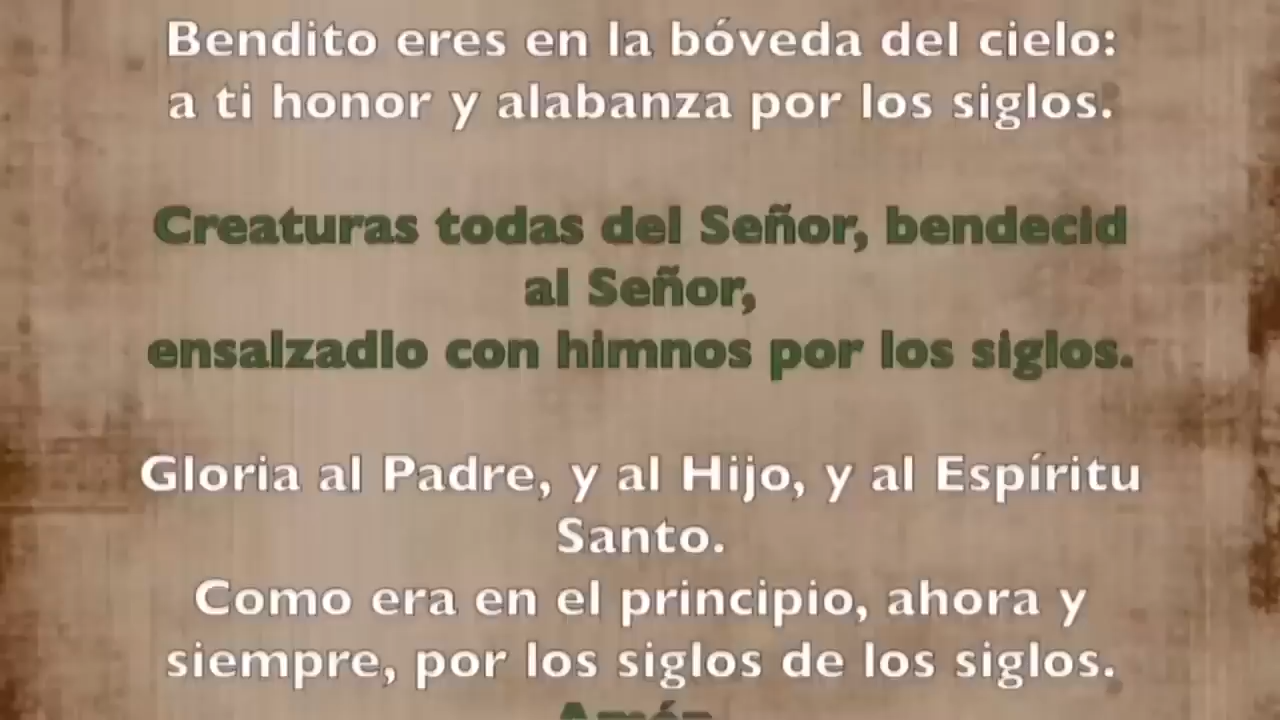 Bendito eres en la bóveda del cielo:
a ti honor y alabanza por los siglos.
Creaturas todas del Señor, bendecid
al Señor,
ensalzadlo con himnos por los siglos.
Gloria al Padre, y al Hijo, y al Espíritu
Santo.
Como era en el principio, ahora y
siempre, por los siglos de los siglos.
Amén